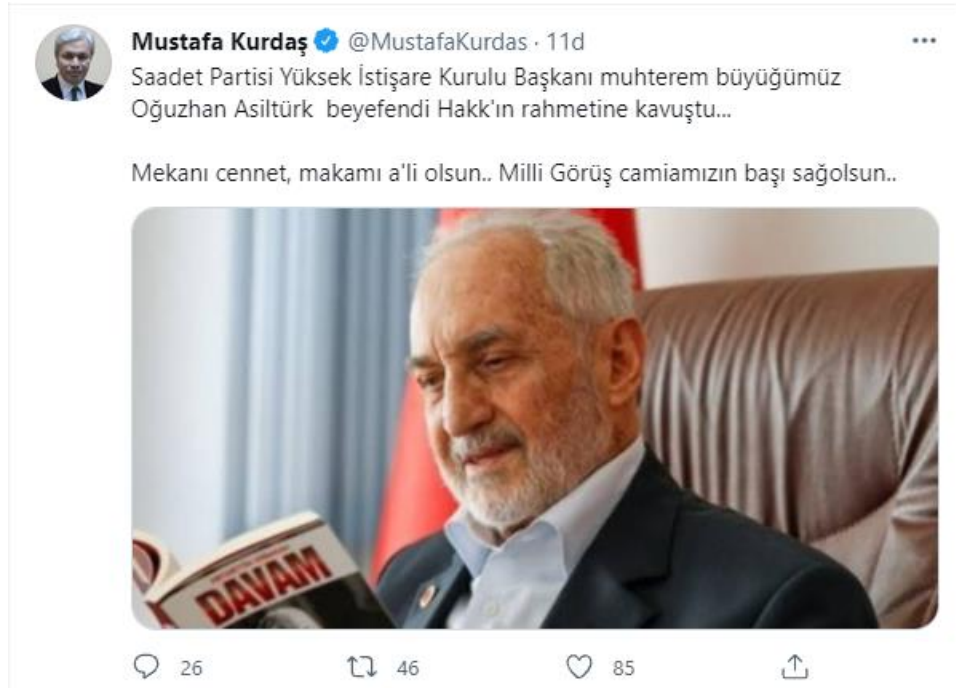 Mustafa Kurdaş @MustafaKurdas · 11d
Saadet Partisi Yüksek İstişare Kurulu Başkanı muhterem büyüğümüz
Oğuzhan Asiltürk  beyefendi Hakk'ın rahmetine kavuştu...
Mekanı cennet, makamı a'li olsun.. Milli Görüş camiamızın başı sağolsun..
DAVAM
26 46 85